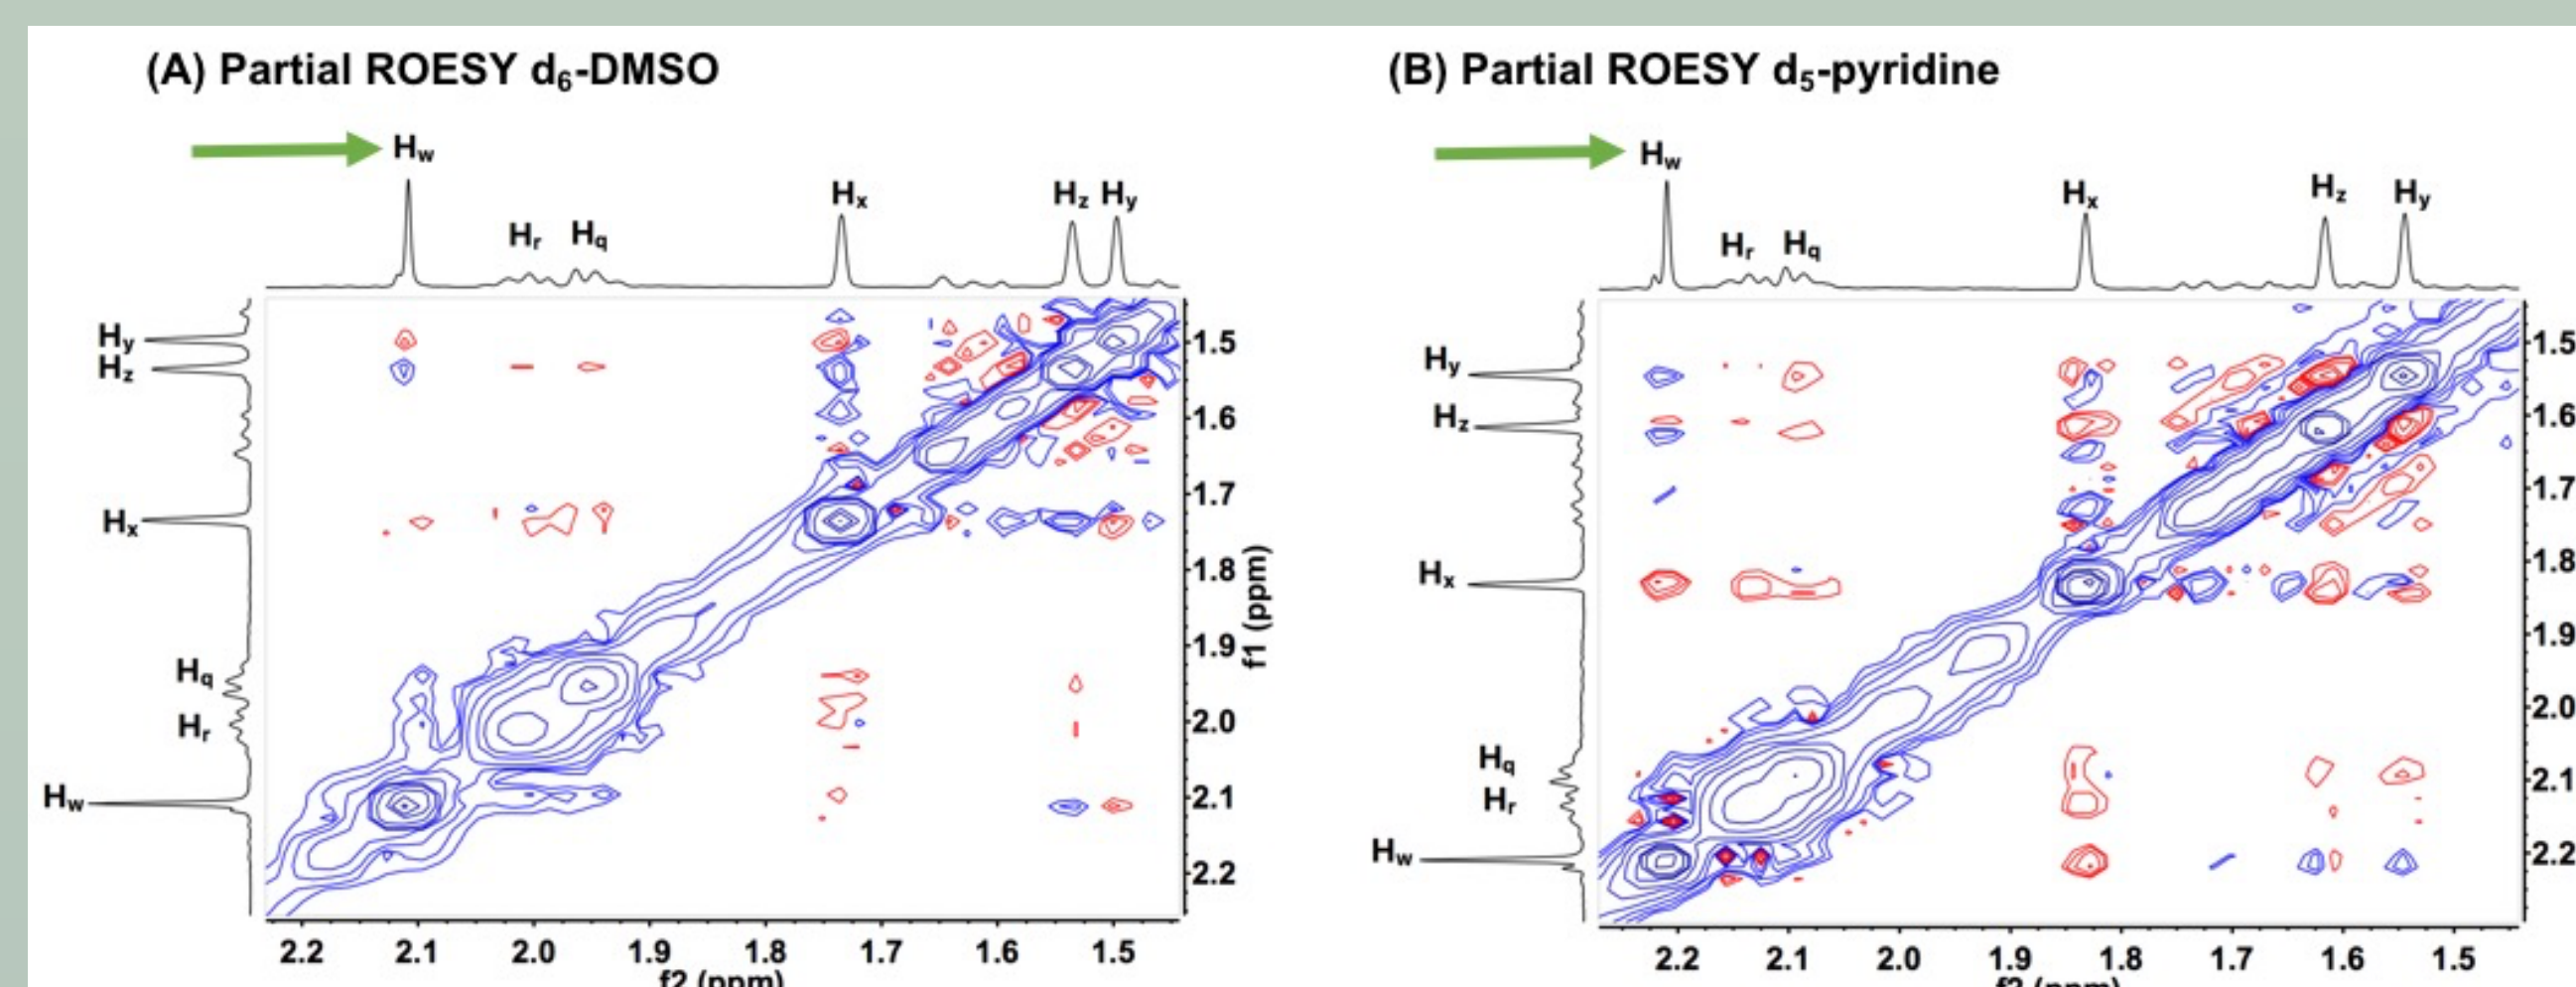 (A) Partial ROESY d6-DMSO
Hw
Hr
Hq
Hx
Hz
Hy
Hy
Hz
Hx
Hq
Hr
Hw
1.5
1.6
1.7
1.8
1.9
2.0
2.1
2.2
f1 (ppm)
2.2 2.1 2.0 1.9 1.8 1.7 1.6 1.5
f2 (ppm)
(B) Partial ROESY d5-pyridine
Hw
Hr
Hq
Hx
Hz
Hy
Hy
Hz
Hx
Hq
Hr
Hw
1.5
1.6
1.7
1.8
1.9
2.0
2.1
2.2
2.2 2.1 2.0 1.9 1.8 1.7 1.6 1.5